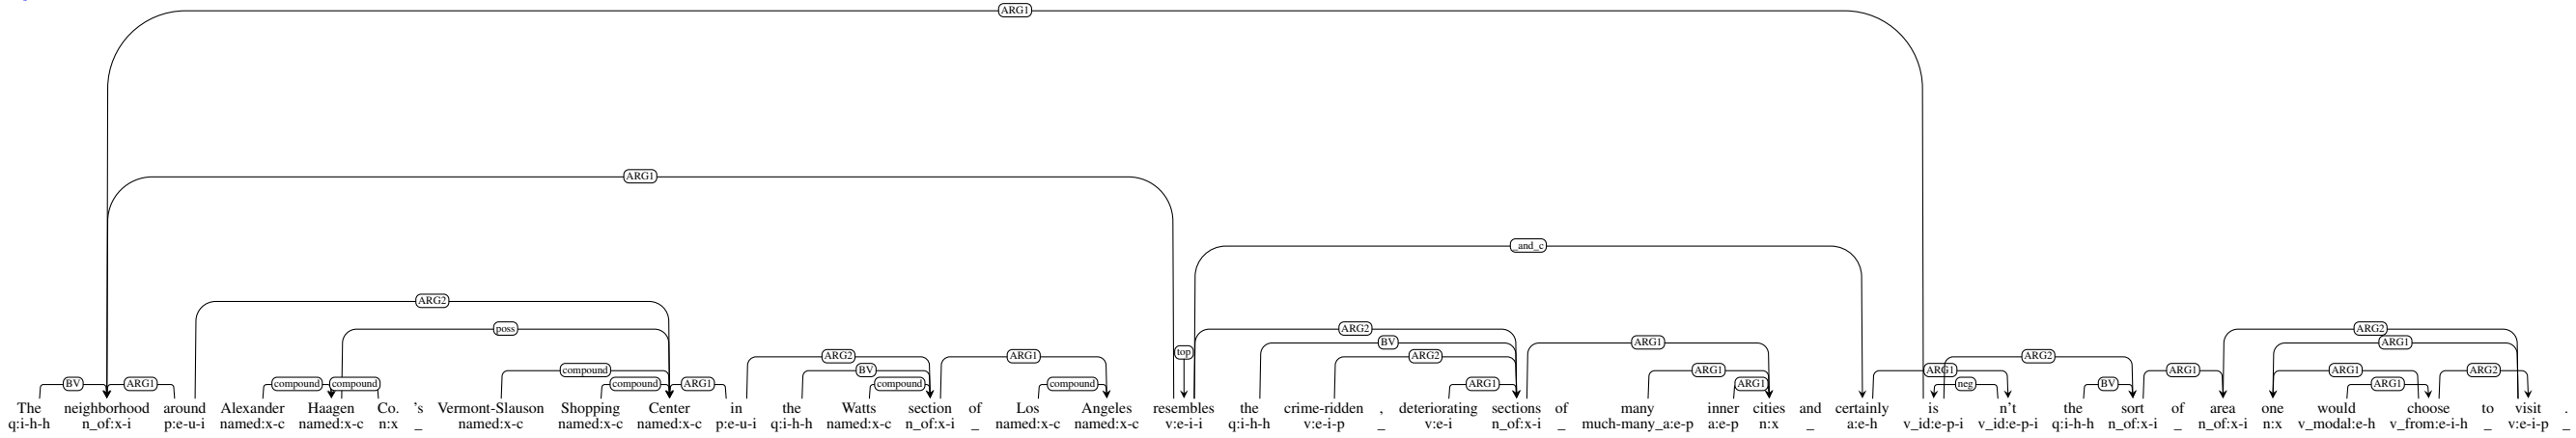 ARG1
ARG1
_and_c
ARG2
poss ARG2
top
BV ARG1
ARG2 ARG1 ARG2 ARG2 ARG1
compound BV ARG1 ARG1 ARG2 ARG1 ARG1
BV ARG1 compound compound compound ARG1 compound compound ARG1 ARG1 neg BV ARG1 ARG2
The neighborhood around Alexander Haagen Co. 's Vermont-Slauson Shopping Center in the Watts section of Los Angeles resembles the crime-ridden , deteriorating sections of many inner cities and certainly is n't the sort of area one would choose to visit .
q:i-h-h n_of:x-i p:e-u-i named:x-c named:x-c n:x _ named:x-c named:x-c named:x-c p:e-u-i q:i-h-h named:x-c n_of:x-i _ named:x-c named:x-c v:e-i-i q:i-h-h v:e-i-p _ v:e-i n_of:x-i _ much-many_a:e-p a:e-p n:x _ a:e-h v_id:e-p-i v_id:e-p-i q:i-h-h n_of:x-i _ n_of:x-i n:x v_modal:e-h v_from:e-i-h _ v:e-i-p _